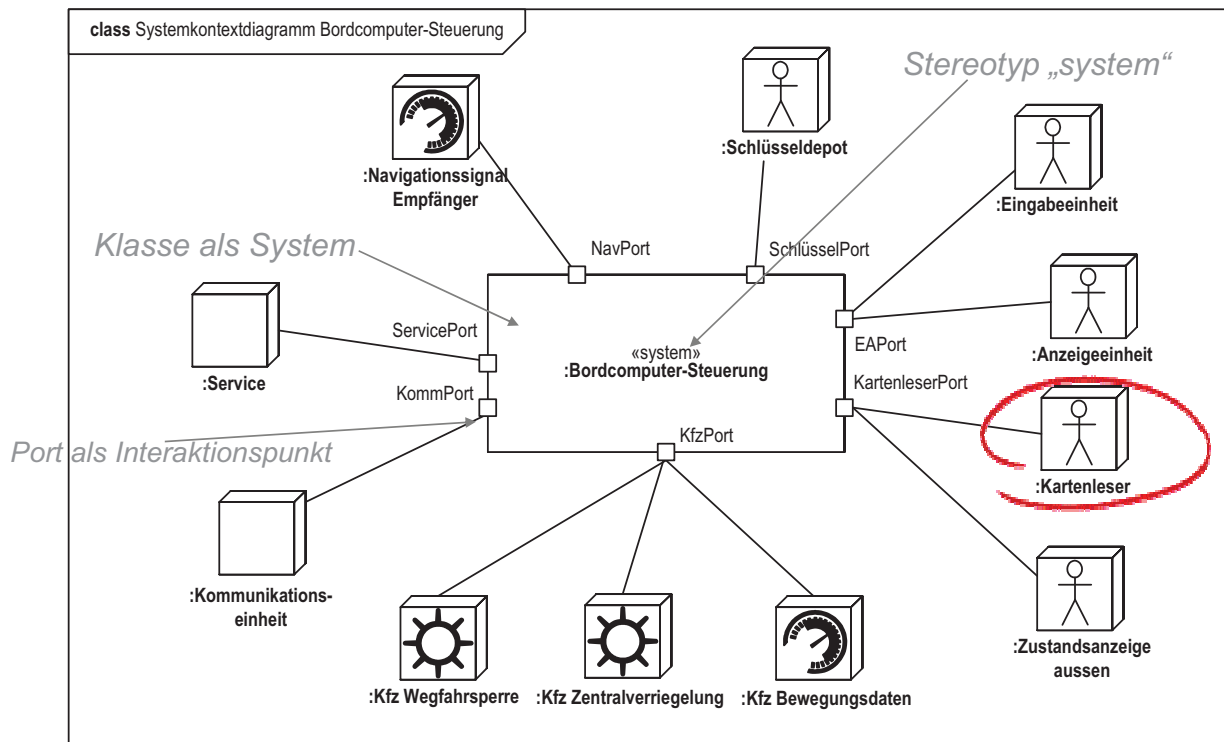 class Systemkontextdiagramm Bordcomputer-Steuerung
Stereotyp „system“
:Schlüsseldepot
:Navigationssignal
Empfänger
:Eingabeeinheit
Klasse als System
NavPort
SchlüsselPort
ServicePort
«system»
:Bordcomputer-Steuerung
EAPort
:Anzeigeeinheit
:Service
KommPort
KartenleserPort
KfzPort
Port als Interaktionspunkt
:Kartenleser
:Kommunikations-
einheit
:Zustandsanzeige
aussen
:Kfz Wegfahrsperre
:Kfz Zentralverriegelung
:Kfz Bewegungsdaten